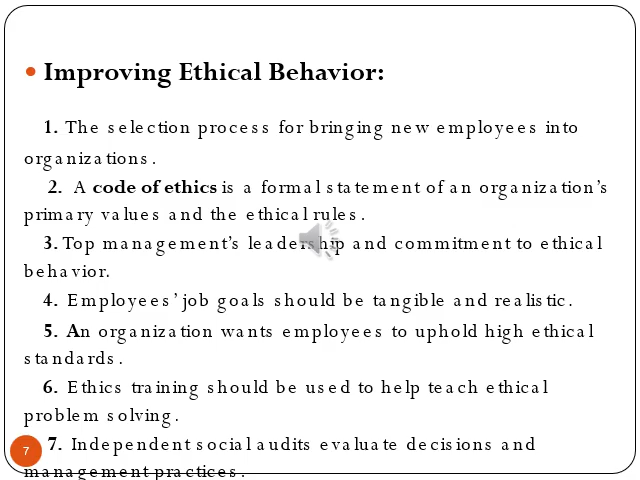 • Improving Ethical Behavior:
1. The selection process for bringing new employees into
organizations.
2. A code of ethics is a formal statement of an organization's
primary values and the ethical rules.
3. Top management's leadership and commitment to ethical
behavior.
4. Employees' job goals should be tangible and realistic.
5. An organization wants employees to uphold high ethical
standards.
6. Ethics training should be used to help teach ethical
problem solving.
7. Independent social audits evaluate decisions and
management practices.
7